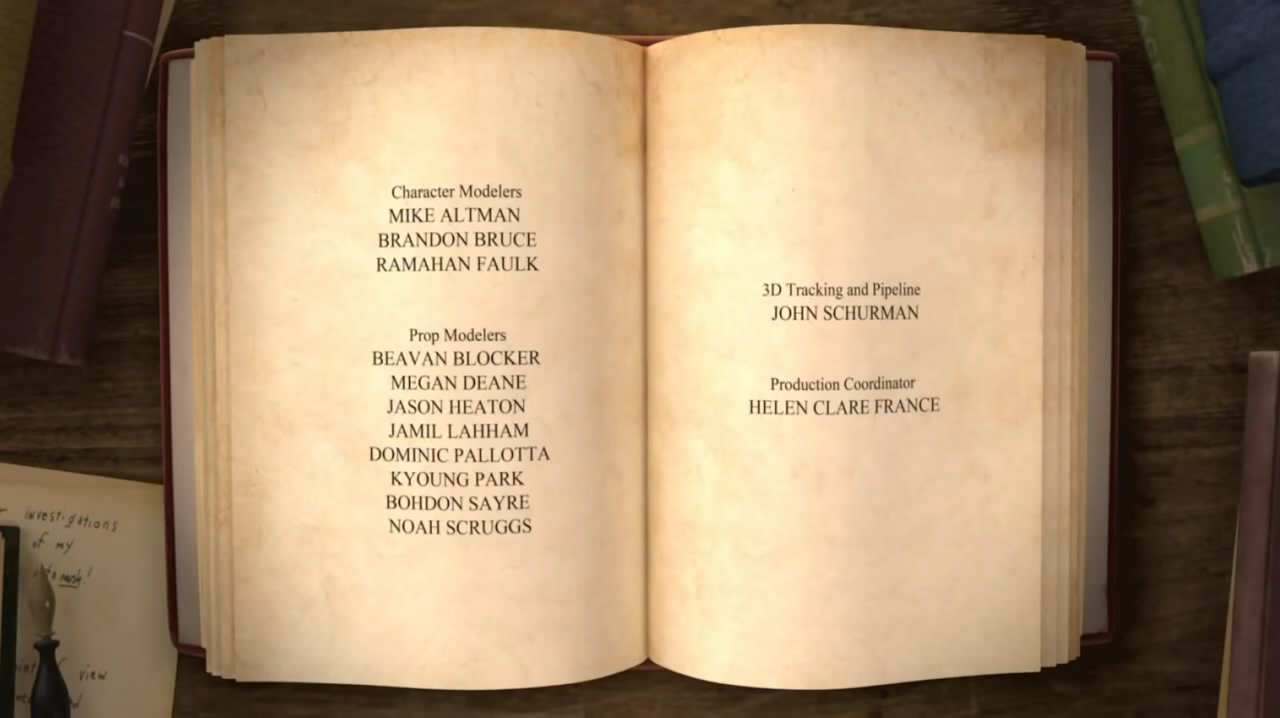 Character Modelers
MIKE ALTMAN
BRANDON BRUCE
RAMAHAN FAULK
Prop Modelers
BEAVAN BLOCKER
MEGAN DEANE
JASON HEATON
JAMIL LAHHAM
DOMINIC PALLOTTA
KYOUNG PARK
BOHDON SAYRE
NOAH SCRUGGS
3D Tracking and Pipeline
JOHN SCHURMAN
Production Coordinator
HELEN CLARE FRANCE
investigations
of my
view